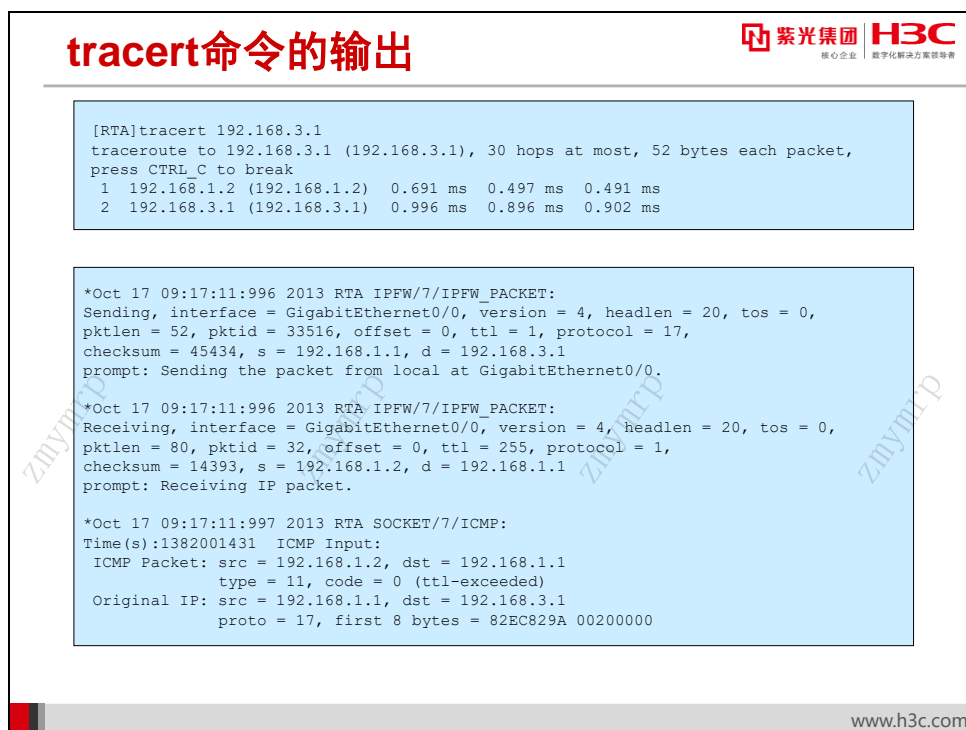 tracert命令的输出
紫光集团 H3C
核心企业 数字化解决方案领导者
[RTA]tracert 192.168.3.1
traceroute to 192.168.3.1 (192.168.3.1), 30 hops at most, 52 bytes each packet,
press CTRL_C to break
1 192.168.1.2 (192.168.1.2) 0.691 ms 0.497 ms 0.491 ms
2 192.168.3.1 (192.168.3.1) 0.996 ms 0.896 ms 0.902 ms
*Oct 17 09:17:11:996 2013 RTA IPFW/7/IPFW_PACKET:
Sending, interface = GigabitEthernet0/0, version = 4, headlen = 20, tos = 0,
pktlen = 52, pktid = 33516, offset = 0, ttl = 1, protocol = 17,
checksum = 45434, s = 192.168.1.1, d = 192.168.3.1
prompt: Sending the packet from local at GigabitEthernet0/0.
*Oct 17 09:17:11:996 2013 RTA IPFW/7/IPFW_PACKET:
Receiving, interface = GigabitEthernet0/0, version = 4, headlen = 20, tos = 0,
pktlen = 80, pktid = 32, offset = 0, ttl = 255, protocol = 1,
checksum = 14393, s = 192.168.1.2, d = 192.168.1.1
prompt: Receiving IP packet.
*Oct 17 09:17:11:997 2013 RTA SOCKET/7/ICMP:
Time(s):1382001431 ICMP Input:
ICMP Packet: src = 192.168.1.2, dst = 192.168.1.1
type = 11, code = 0 (ttl-exceeded)
Original IP: src = 192.168.1.1, dst = 192.168.3.1
proto = 17, first 8 bytes = 82EC829A 00200000
zmymrp
zmymrp
zmymrp
zmymrp
www.h3c.com